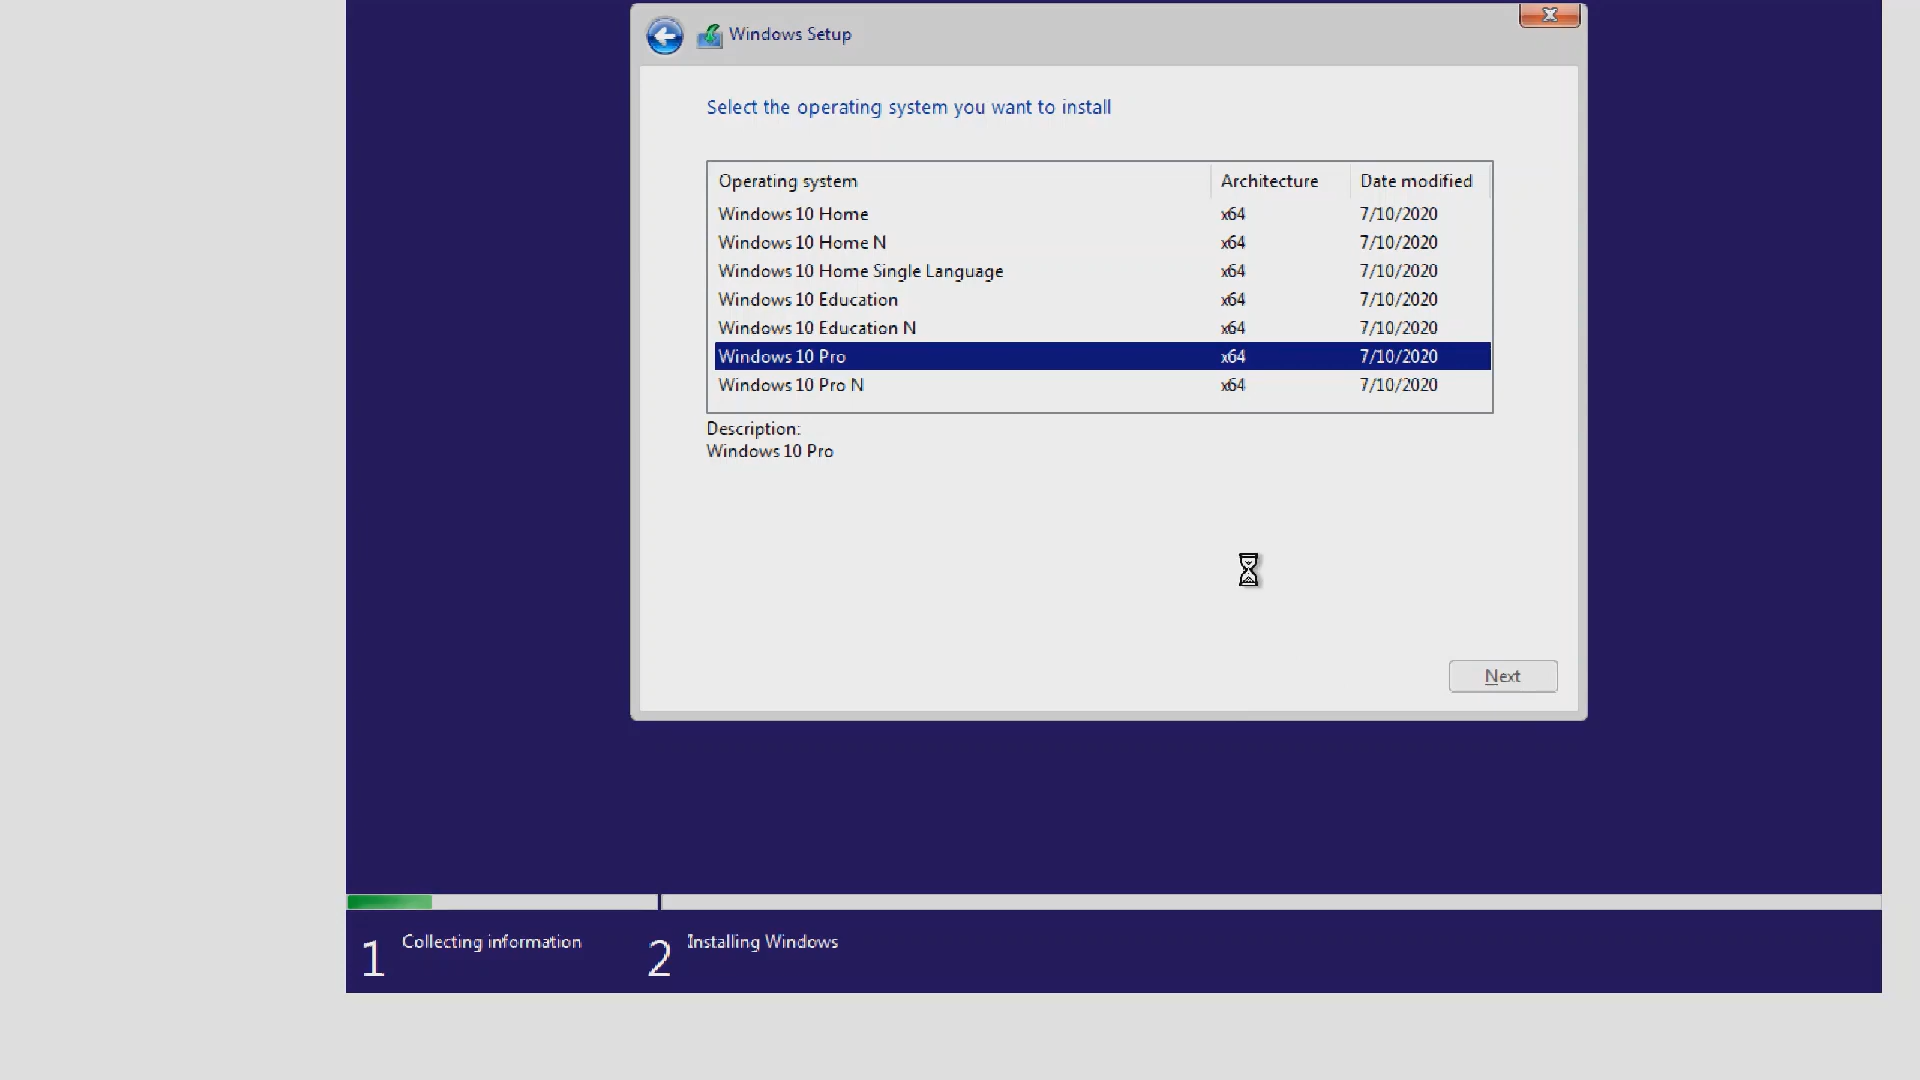 Windows Setup
Select the operating system you want to install
Operating system Architecture Date modified
Windows 10 Home x64 7/10/2020
Windows 10 Home N x64 7/10/2020
Windows 10 Home Single Language x64 7/10/2020
Windows 10 Education x64 7/10/2020
Windows 10 Education N x64 7/10/2020
Windows 10 Pro x64 7/10/2020
Windows 10 Pro N x64 7/10/2020
Description:
Windows 10 Pro
Next
1 Collecting information 2 Installing Windows